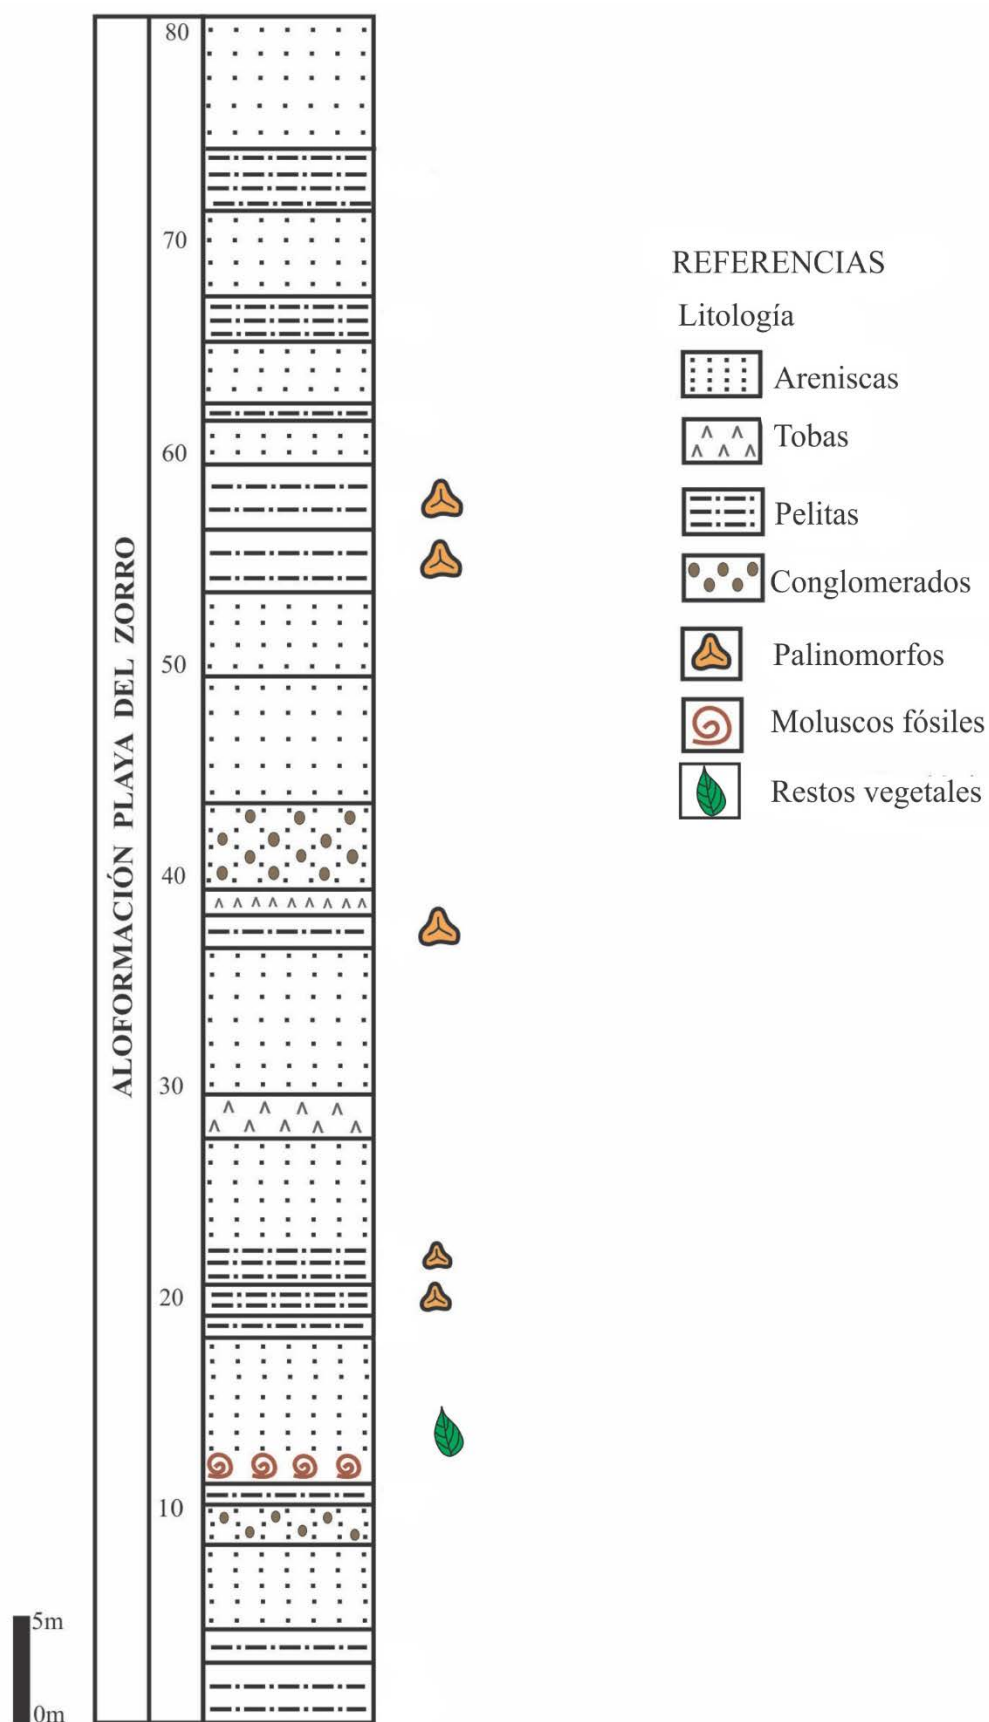 ALOFORMACIÓN PLAYA DEL ZORRO
80
70
60
50
40
30
20
10
5m
0m
REFERENCIAS
Litología
Areniscas
Tobas
Pelitas
Conglomerados
Palinomorfos
Moluscos fósiles
Restos vegetales